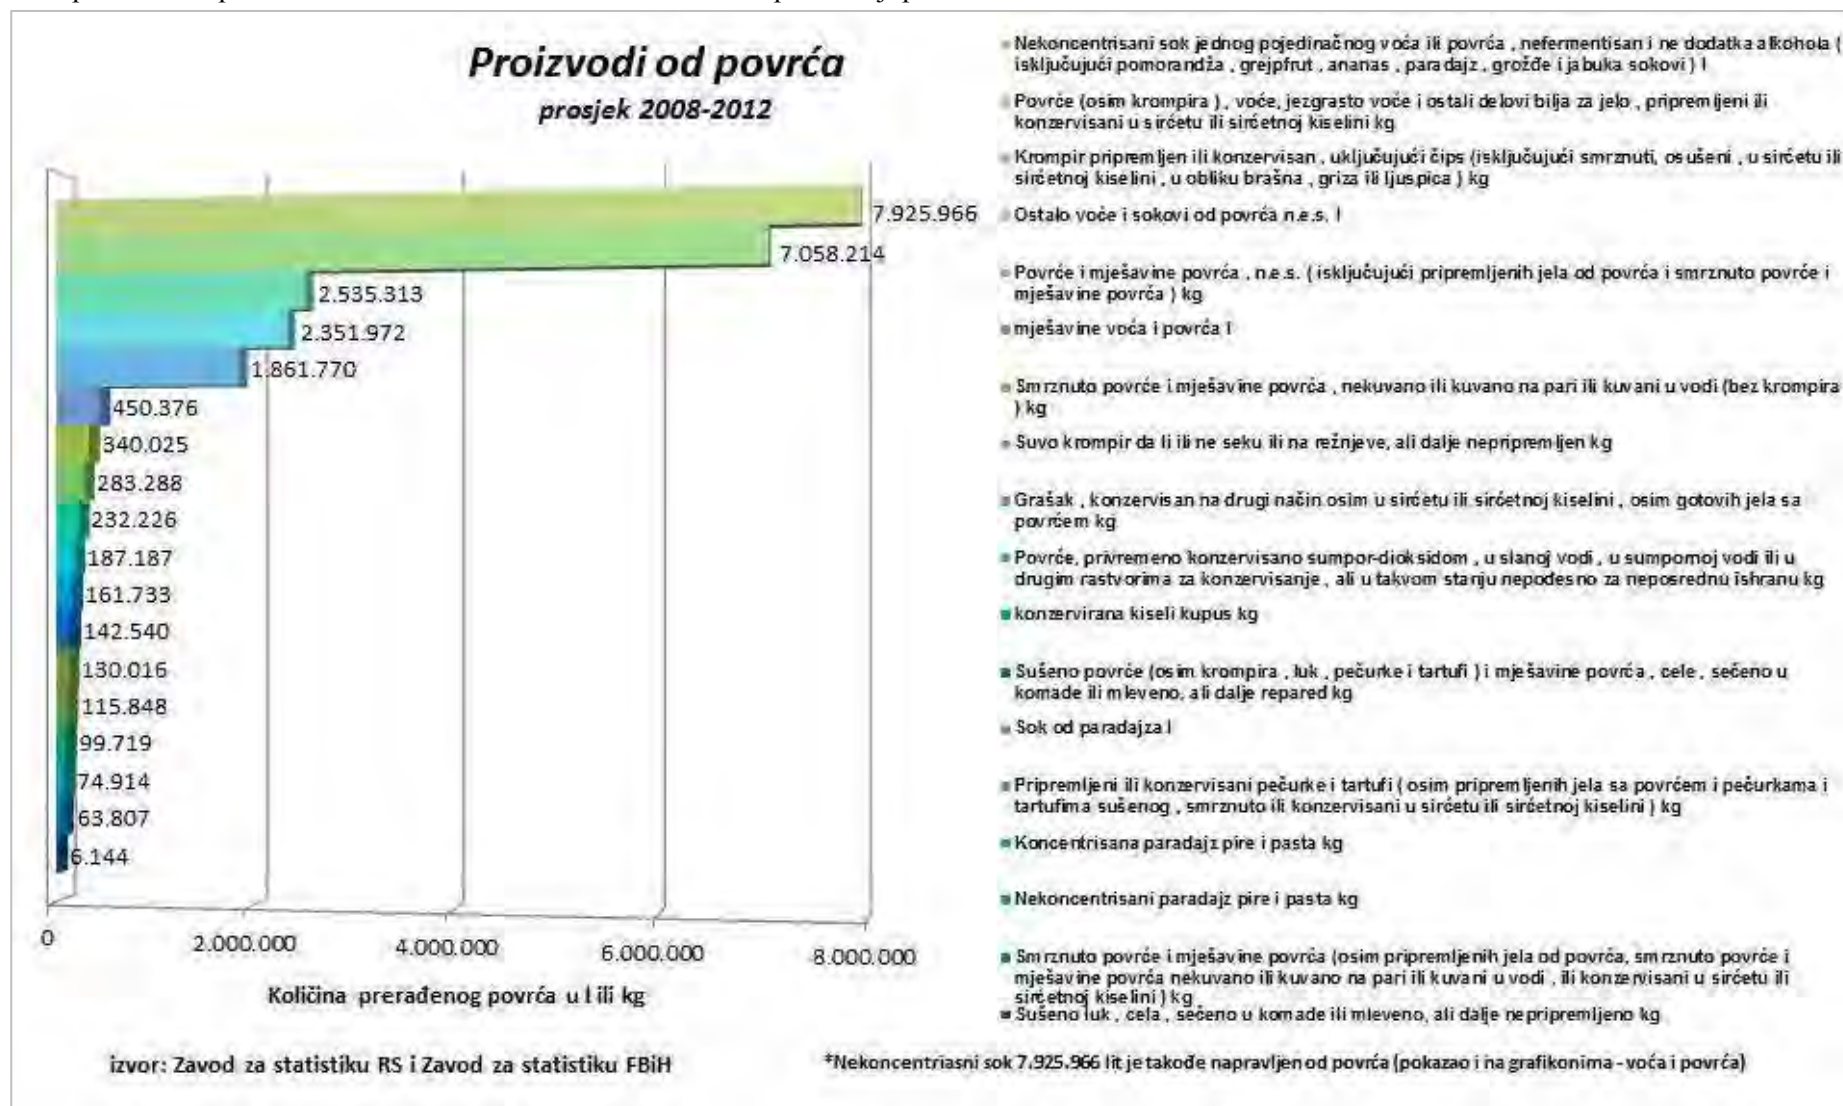 Proizvodi od povrća
prosjek 2008-2012
7.925.966
7.058.214
2.535.313
2.351.972
1.861.770
450.376
340.025
283.288
232.226
187.187
161.733
142.540
130.016
115.848
99.719
74.914
63.807
6.144
0
2.000.000
4.000.000
6.000.000
8.000.000
Količina prerađenog povrća u l ili kg
Nekoncentrisani sok jednog pojedinačnog voća ili povrća , nefermentisan i ne dodatka alkohola (
isključujući pomorandža , grejpfrut , ananas , paradajz , grožđe i jabuka sokovi ) l
Povrće (osim krompira ) , voće, jezgrasto voće i ostali delovi bilja za jelo , pripremljeni ili
konzervisani u sirćetu ili sirćetnoj kiselini kg
Krompir pripremljen ili konzervisan , uključujući čips (isključujući smrznuti, osušeni , u sirćetu ili
sirćetnoj kiselini , u obliku brašna , griza ili ljuspica ) kg
Ostalo voće i sokovi od povrća n.e.s. l
Povrće i mješavine povrća , n.e.s. ( isključujući pripremljenih jela od povrća i smrznuto povrće i
mješavine povrća ) kg
mješavine voća i povrća l
Smrznuto povrće i mješavine povrća , nekuvano ili kuvano na pari ili kuvani u vodi (bez krompira
) kg
Suvo krompir da li ili ne seku ili na režnjeve, ali dalje nepripremljen kg
Grašak , konzervisan na drugi način osim u sirćetu ili sirćetnoj kiselini , osim gotovih jela sa
povrćem kg
Povrće, privremeno konzervisano sumpor-dioksidom , u slanoj vodi , u sumpornoj vodi ili u
drugim rastvorima za konzervisanje , ali u takvom stanju nepodesno za neposrednu ishranu kg
konzervirana kiseli kupus kg
Sušeno povrće (osim krompira , luk , pečurke i tartufi ) i mješavine povrća , cele , sečeno u
komade ili mleveno, ali dalje repared kg
Sok od paradajza l
Pripremljeni ili konzervisani pečurke i tartufi ( osim pripremljenih jela sa povrćem i pečurkama i
tartufima sušenog , smrznuto ili konzervisani u sirćetu ili sirćetnoj kiselini ) kg
Koncentrisana paradajz pire i pasta kg
Nekoncentrisani paradajz pire i pasta kg
Smrznuto povrće i mješavine povrća (osim pripremljenih jela od povrća, smrznuto povrće i
mješavine povrća nekuvano ili kuvano na pari ili kuvani u vodi , ili konzervisani u sirćetu ili
sirćetnoj kiselini ) kg
Sušeno luk , cela , sečeno u komade ili mleveno, ali dalje nepripremljeno kg
izvor: Zavod za statistiku RS i Zavod za statistiku FBiH
*Nekoncentriasni sok 7.925.966 lit je takođe napravljen od povrća (pokazao i na grafikonima - voća i povrća)